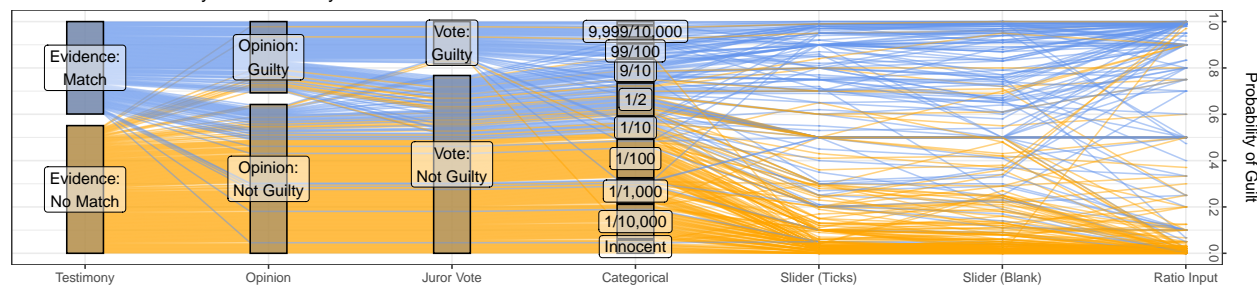 Evidence:
Match
Evidence:
No Match
Opinion:
Guilty
Opinion:
Not Guilty
Vote:
Guilty
Vote:
Not Guilty
9,999/10,000
99/100
9/10
1/2
1/10
1/100
1/1,000
1/10,000
Innocent
1.0
0.8
0.6
0.4
0.2
0.0
Probability of Guilt
Testimony
Opinion
Juror Vote
Categorical
Slider (Ticks)
Slider (Blank)
Ratio Input